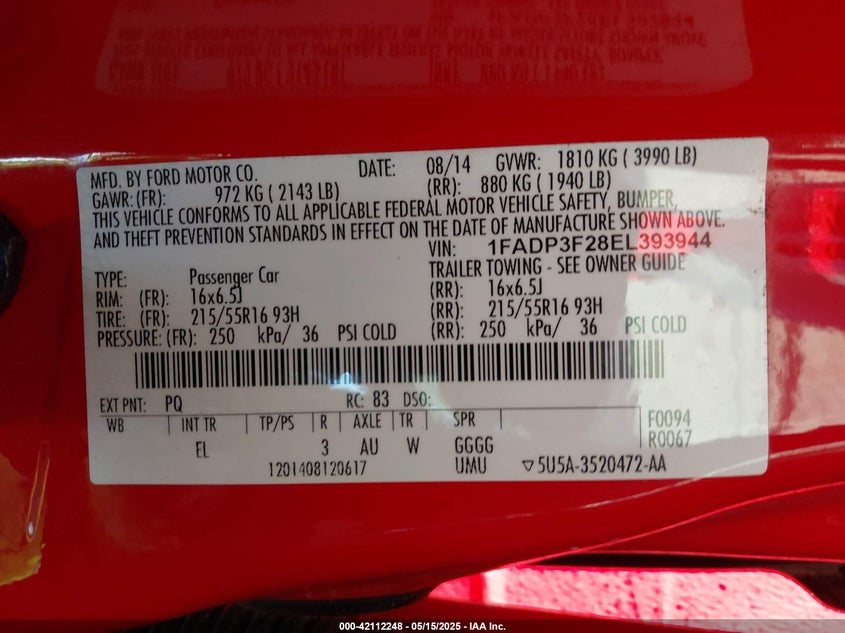 MFD. BY FORD MOTOR CO. DATE: 08/14 GVWR: 1810 KG ( 3990 LB)
GAWR: (FR): 972 KG ( 2143 LB) (RR): 880 KG ( 1940 LB)
THIS VEHICLE CONFORMS TO ALL APPLICABLE FEDERAL MOTOR VEHICLE SAFETY, BUMPER,
AND THEFT PREVENTION STANDARDS IN EFFECT ON THE DATE OF MANUFACTURE SHOWN ABOVE.
VIN: 1FADP3F28EL393944
TYPE: Passenger Car TRAILER TOWING - SEE OWNER GUIDE
RIM: (FR): 16x6.5J (RR): 16x6.5J
TIRE: (FR): 215/55R16 93H (RR): 215/55R16 93H
PRESSURE: (FR): 250 kPa/ 36 PSI COLD (RR): 250 kPa/ 36 PSI COLD
EXT PNT: PQ RC: 83 DSO:
WB INT TR TP/PS R AXLE TR SPR F0094
EL 3 AU W GGGG R0067
1201408120617 UMU ▽5U5A-3520472-AA
000-42112248 - 05/15/2025 - IAA Inc.